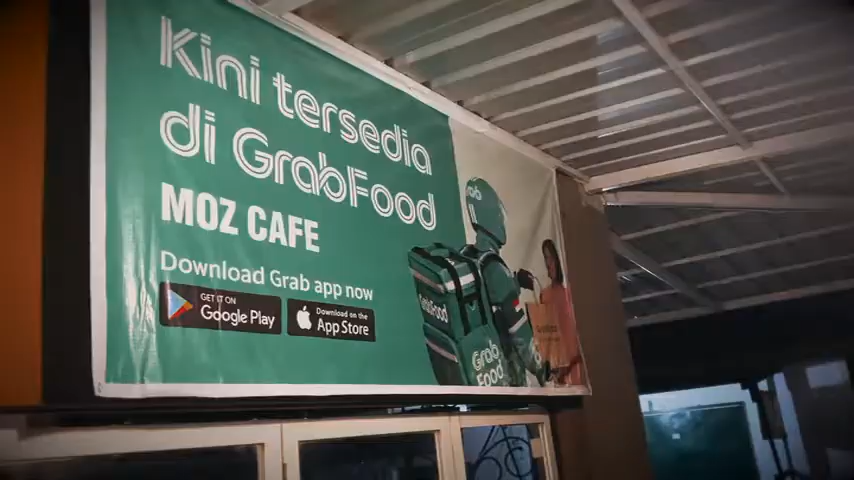 Kini tersedia
di GrabFood
MOZ CAFE
Download Grab app now
GET IT ON
Google Play
Download on the
App Store
GrabFood
Grab
Food